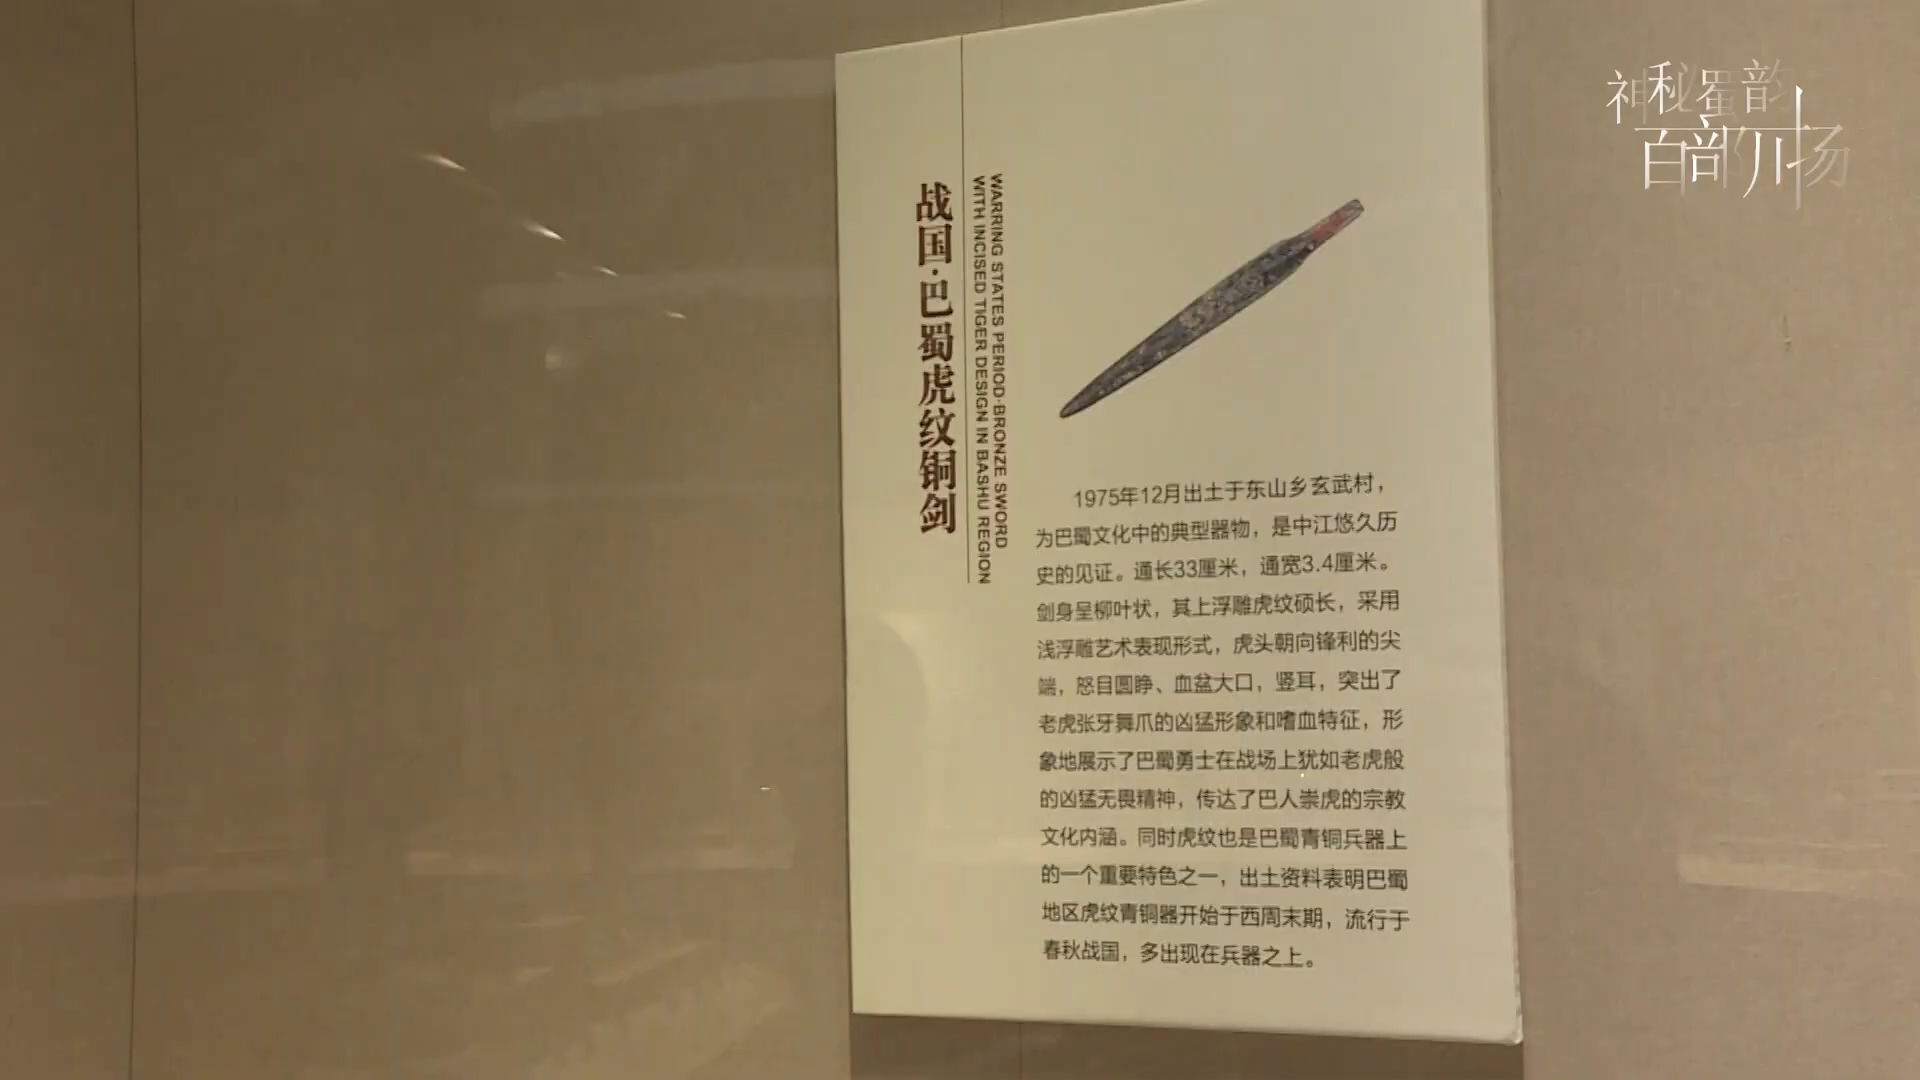 神秘蜀韵
百部川扬
战国·巴蜀虎纹铜剑
WARRING STATES PERIOD·BRONZE SWORD
WITH INCISED TIGER DESIGN IN BASHU REGION
1975年12月出土于东山乡玄武村，
为巴蜀文化中的典型器物，是中江悠久历
史的见证。通长33厘米，通宽3.4厘米。
剑身呈柳叶状，其上浮雕虎纹硕长，采用
浅浮雕艺术表现形式，虎头朝向锋利的尖
端，怒目圆睁、血盆大口，竖耳，突出了
老虎张牙舞爪的凶猛形象和嗜血特征，形
象地展示了巴蜀勇士在战场上犹如老虎般
的凶猛无畏精神，传达了巴人崇虎的宗教
文化内涵。同时虎纹也是巴蜀青铜兵器上
的一个重要特色之一，出土资料表明巴蜀
地区虎纹青铜器开始于西周末期，流行于
春秋战国，多出现在兵器之上。